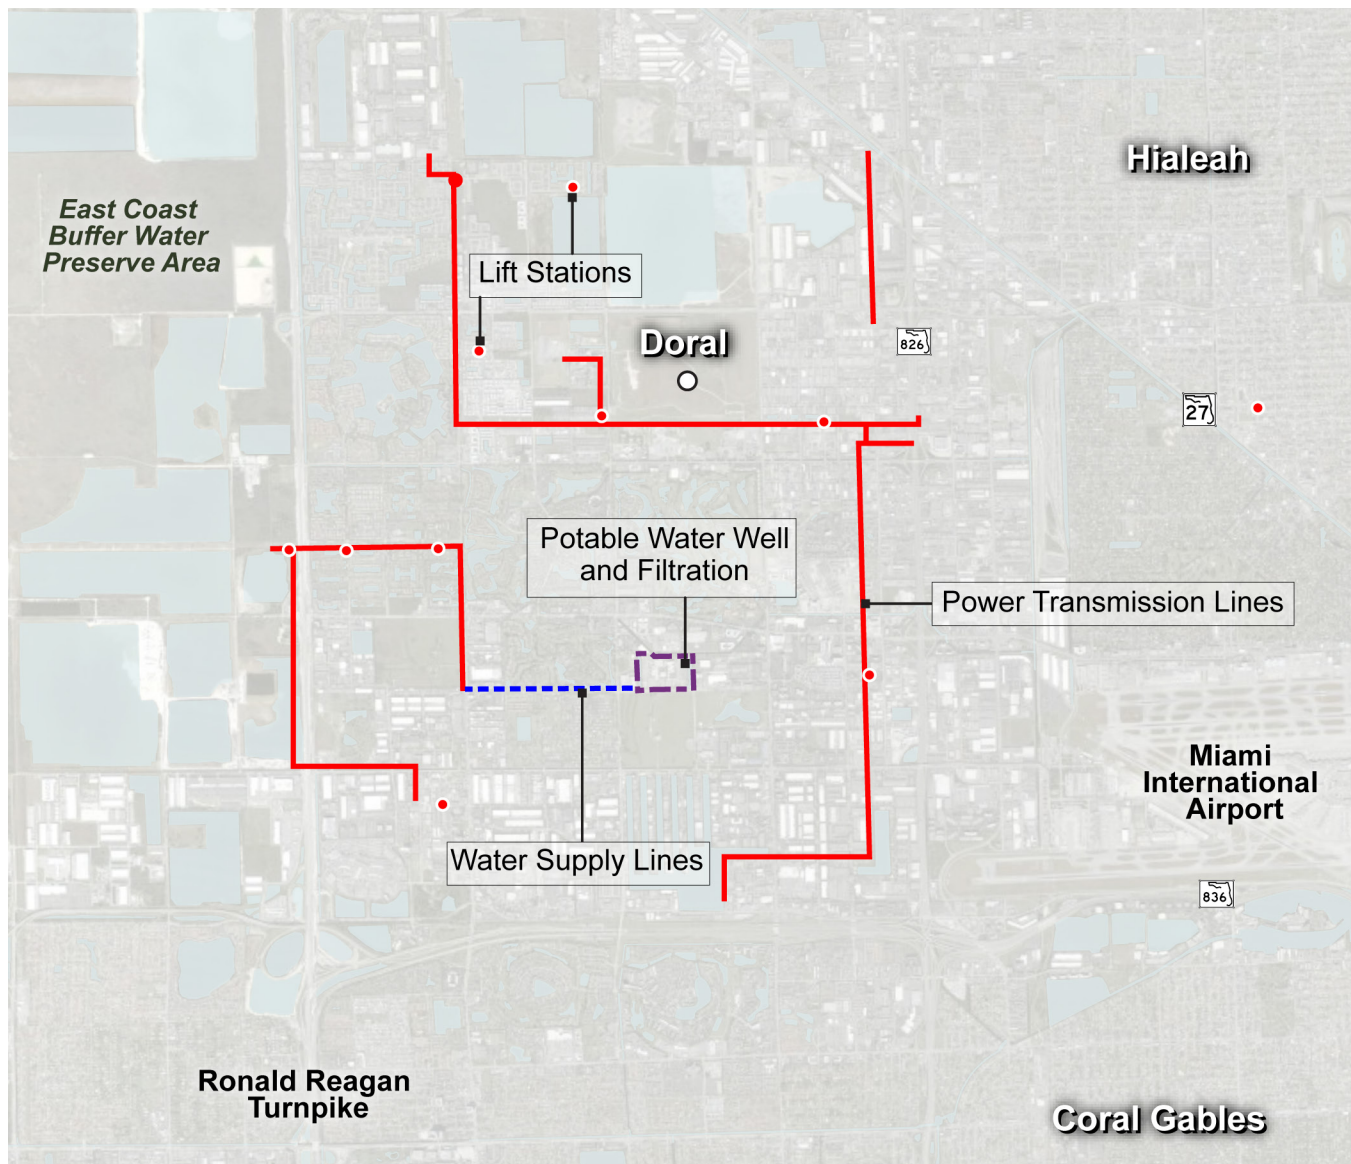 Hialeah
East Coast
Buffer Water
Preserve Area
Lift Stations
Doral
826
27
Potable Water Well
and Filtration
Power Transmission Lines
Miami
International
Airport
Water Supply Lines
836
Ronald Reagan
Turnpike
Coral Gables